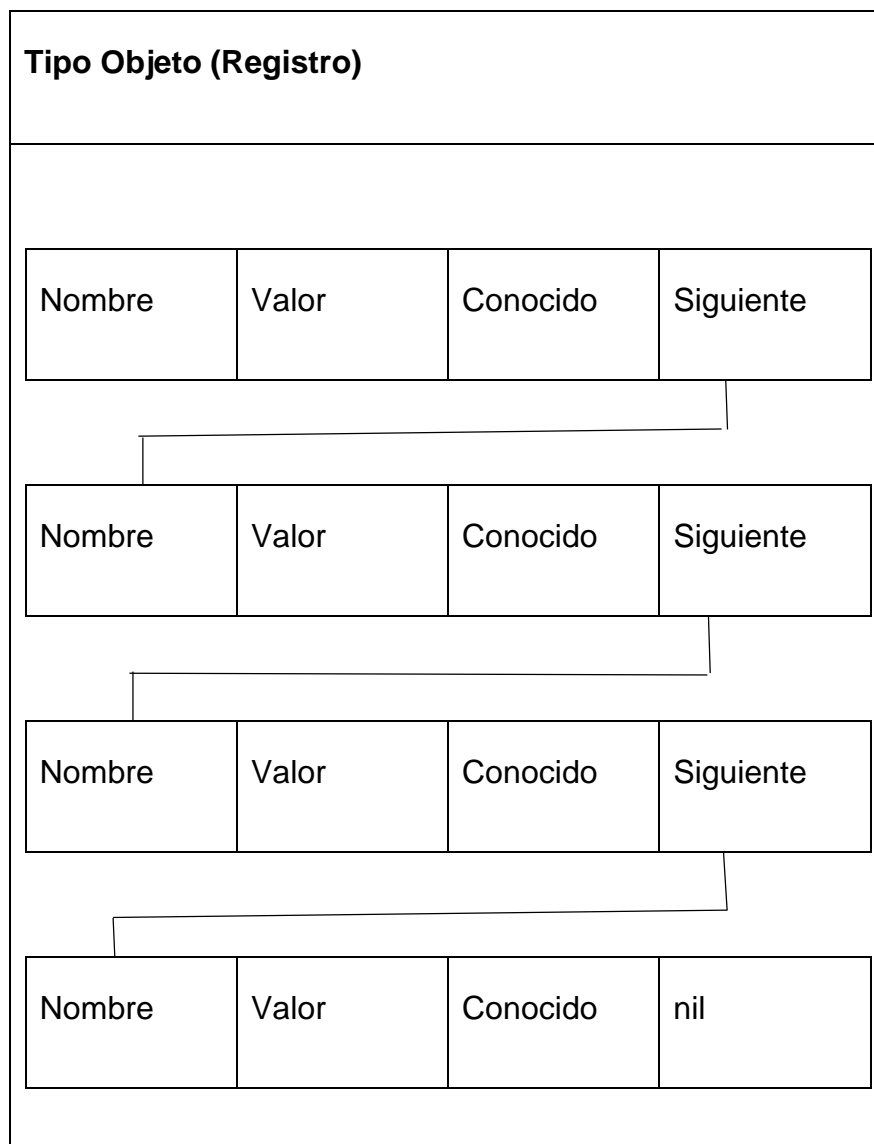 Tipo Objeto (Registro)
Nombre Valor Conocido Siguiente
Nombre Valor Conocido Siguiente
Nombre Valor Conocido Siguiente
Nombre Valor Conocido nil